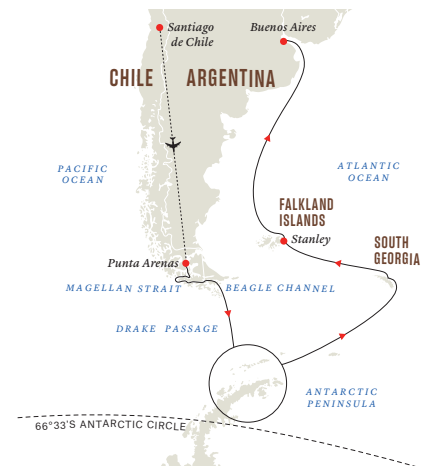 Santiago
de Chile
Buenos Aires
CHILE
ARGENTINA
PACIFIC
OCEAN
ATLANTIC
OCEAN
FALKLAND
ISLANDS
Stanley
SOUTH
GEORGIA
Punta Arenas
MAGELLAN STRAIT
BEAGLE CHANNEL
DRAKE PASSAGE
ANTARCTIC
PENINSULA
66°33'S ANTARCTIC CIRCLE